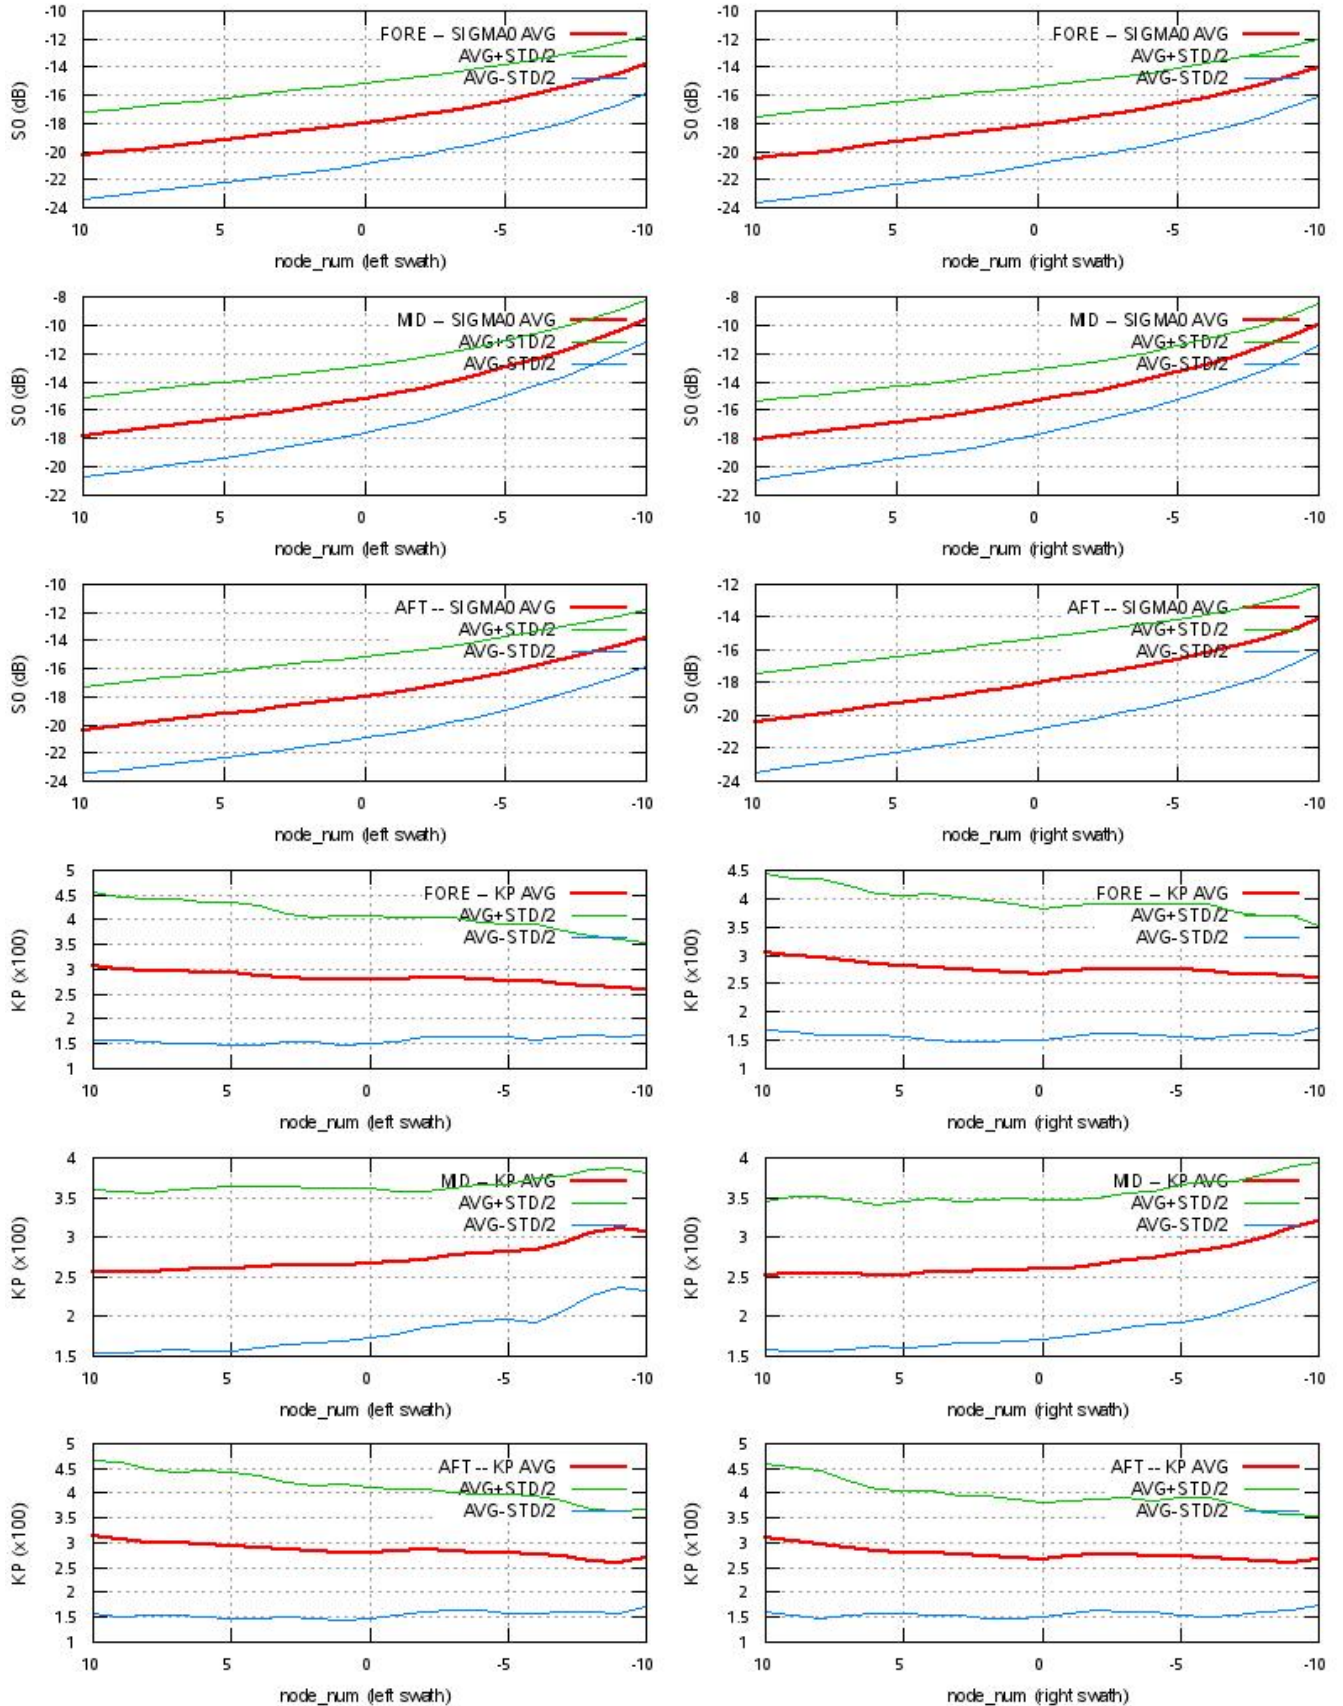 -10
-12
-14
-16
-18
-20
-22
-24
S0 (dB)
FORE – SIGMA0 AVG
AVG+STD/2
AVG-STD/2
10 5 0 -5 -10
node_num (left swath)
-10
-12
-14
-16
-18
-20
-22
-24
S0 (dB)
FORE – SIGMA0 AVG
AVG+STD/2
AVG-STD/2
10 5 0 -5 -10
node_num (right swath)
-8
-10
-12
-14
-16
-18
-20
-22
S0 (dB)
MID – SIGMA0 AVG
AVG+STD/2
AVG-STD/2
10 5 0 -5 -10
node_num (left swath)
-8
-10
-12
-14
-16
-18
-20
-22
S0 (dB)
MID – SIGMA0 AVG
AVG+STD/2
AVG-STD/2
10 5 0 -5 -10
node_num (right swath)
-10
-12
-14
-16
-18
-20
-22
-24
S0 (dB)
AFT -- SIGMA0 AVG
AVG+STD/2
AVG-STD/2
10 5 0 -5 -10
node_num (left swath)
-12
-14
-16
-18
-20
-22
-24
S0 (dB)
AFT -- SIGMA0 AVG
AVG+STD/2
AVG-STD/2
10 5 0 -5 -10
node_num (right swath)
5
4.5
4
3.5
3
2.5
2
1.5
1
KP (x100)
FORE – KP AVG
AVG+STD/2
AVG-STD/2
10 5 0 -5 -10
node_num (left swath)
4.5
4
3.5
3
2.5
2
1.5
1
KP (x100)
FORE – KP AVG
AVG+STD/2
AVG-STD/2
10 5 0 -5 -10
node_num (right swath)
4
3.5
3
2.5
2
1.5
KP (x100)
MID – KP AVG
AVG+STD/2
AVG-STD/2
10 5 0 -5 -10
node_num (left swath)
4
3.5
3
2.5
2
1.5
KP (x100)
MID – KP AVG
AVG+STD/2
AVG-STD/2
10 5 0 -5 -10
node_num (right swath)
5
4.5
4
3.5
3
2.5
2
1.5
1
KP (x100)
AFT -- KP AVG
AVG+STD/2
AVG-STD/2
10 5 0 -5 -10
node_num (left swath)
5
4.5
4
3.5
3
2.5
2
1.5
1
KP (x100)
AFT -- KP AVG
AVG+STD/2
AVG-STD/2
10 5 0 -5 -10
node_num (right swath)